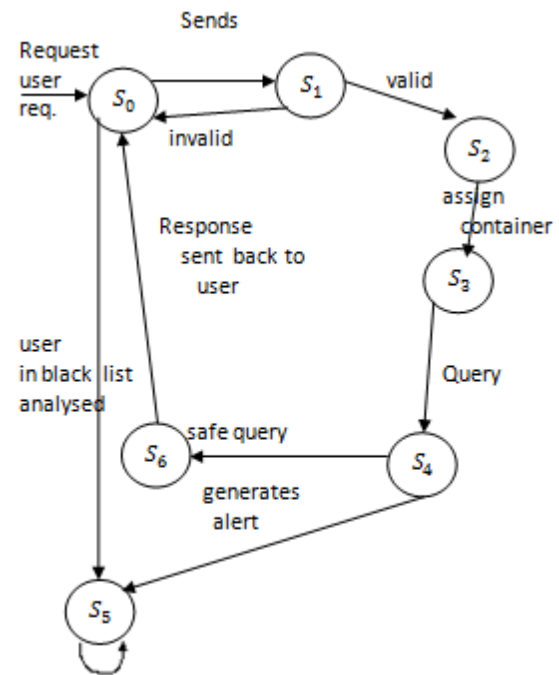 Sends
Request
user
req.
S₀
S₁
valid
invalid
S₂
assign
container
S₃
Response
sent back to
user
Query
user
in black list
analysed
safe query
S₆
S₄
generates
alert
S₅